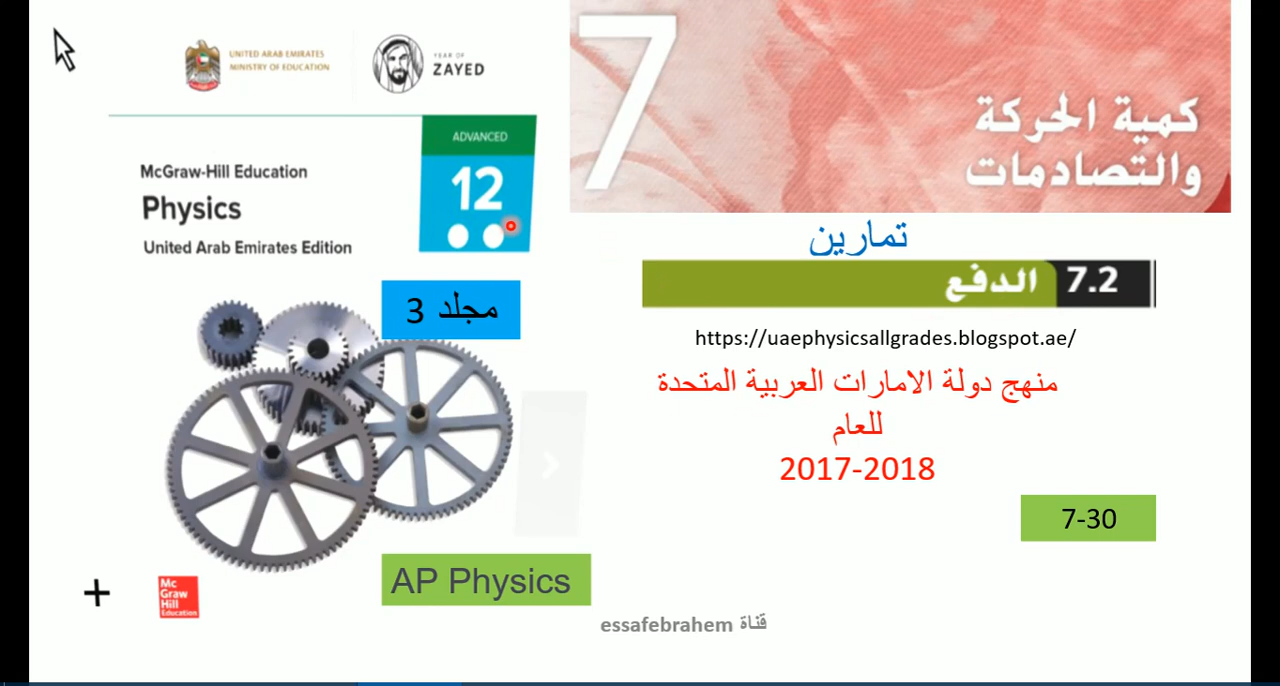 UNITED ARAB EMIRATES
MINISTRY OF EDUCATION
YEAR OF
ZAYED
ADVANCED
12
McGraw-Hill Education
Physics
United Arab Emirates Edition
مجلد 3
AP Physics
Mc
Graw
Hill
Education
7
كمية الحركة
والتصادمات
تمارين
7.2 الدفع
https://uaephysicsallgrades.blogspot.ae/
منهج دولة الامارات العربية المتحدة
للعام
2017-2018
7-30
قناة essafebrahem